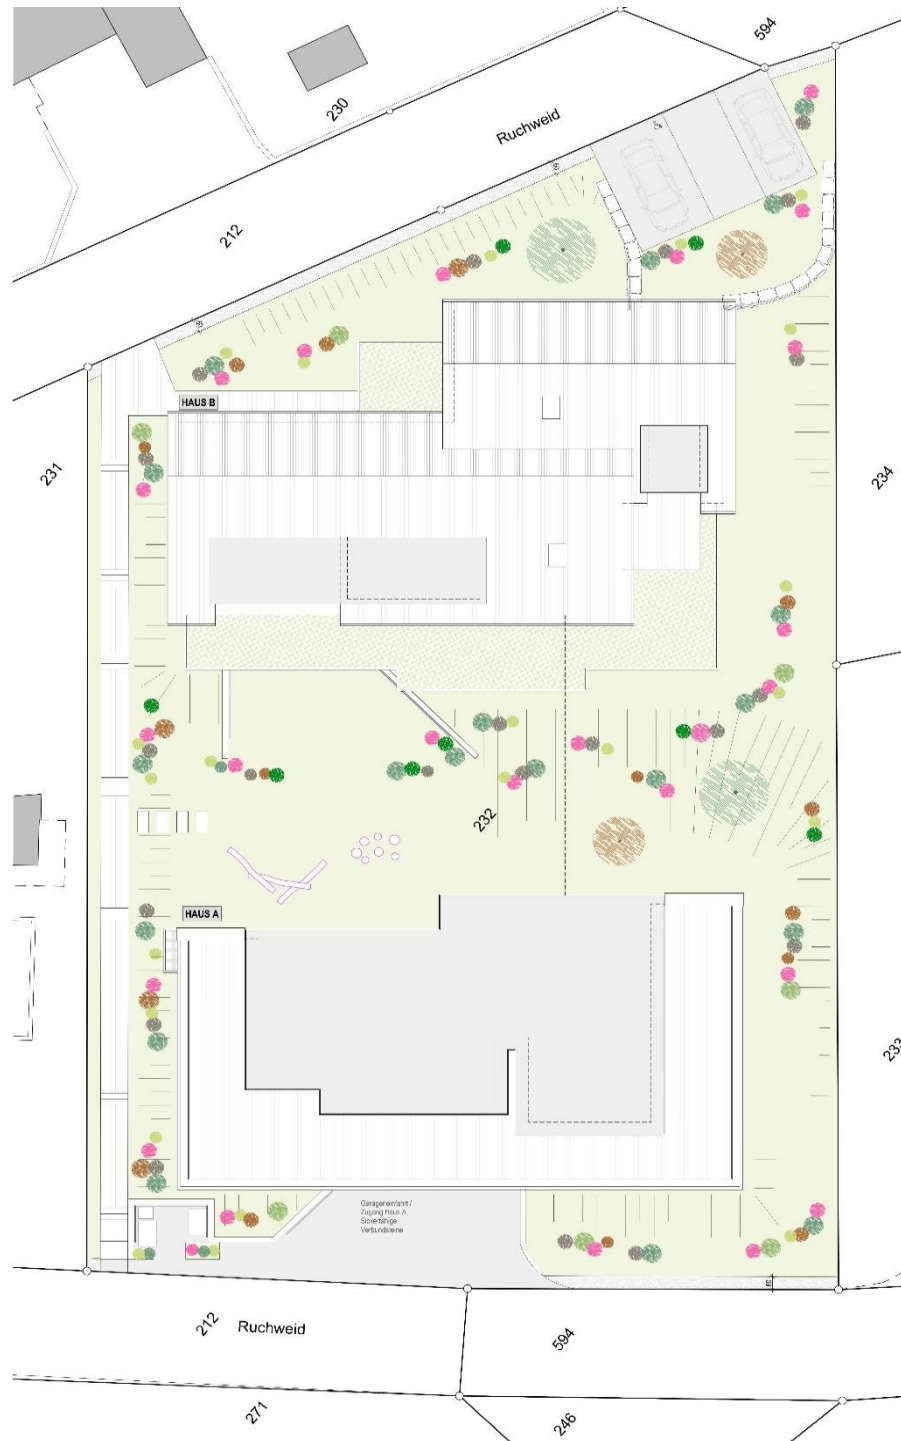 594
230
Ruchweid
212
HAUS B
231
234
232
HAUS A
233
Garageneinfahrt /
Zugang Haus A
Sickerfähige
Verbundsteine
212
Ruchweid
594
271
246